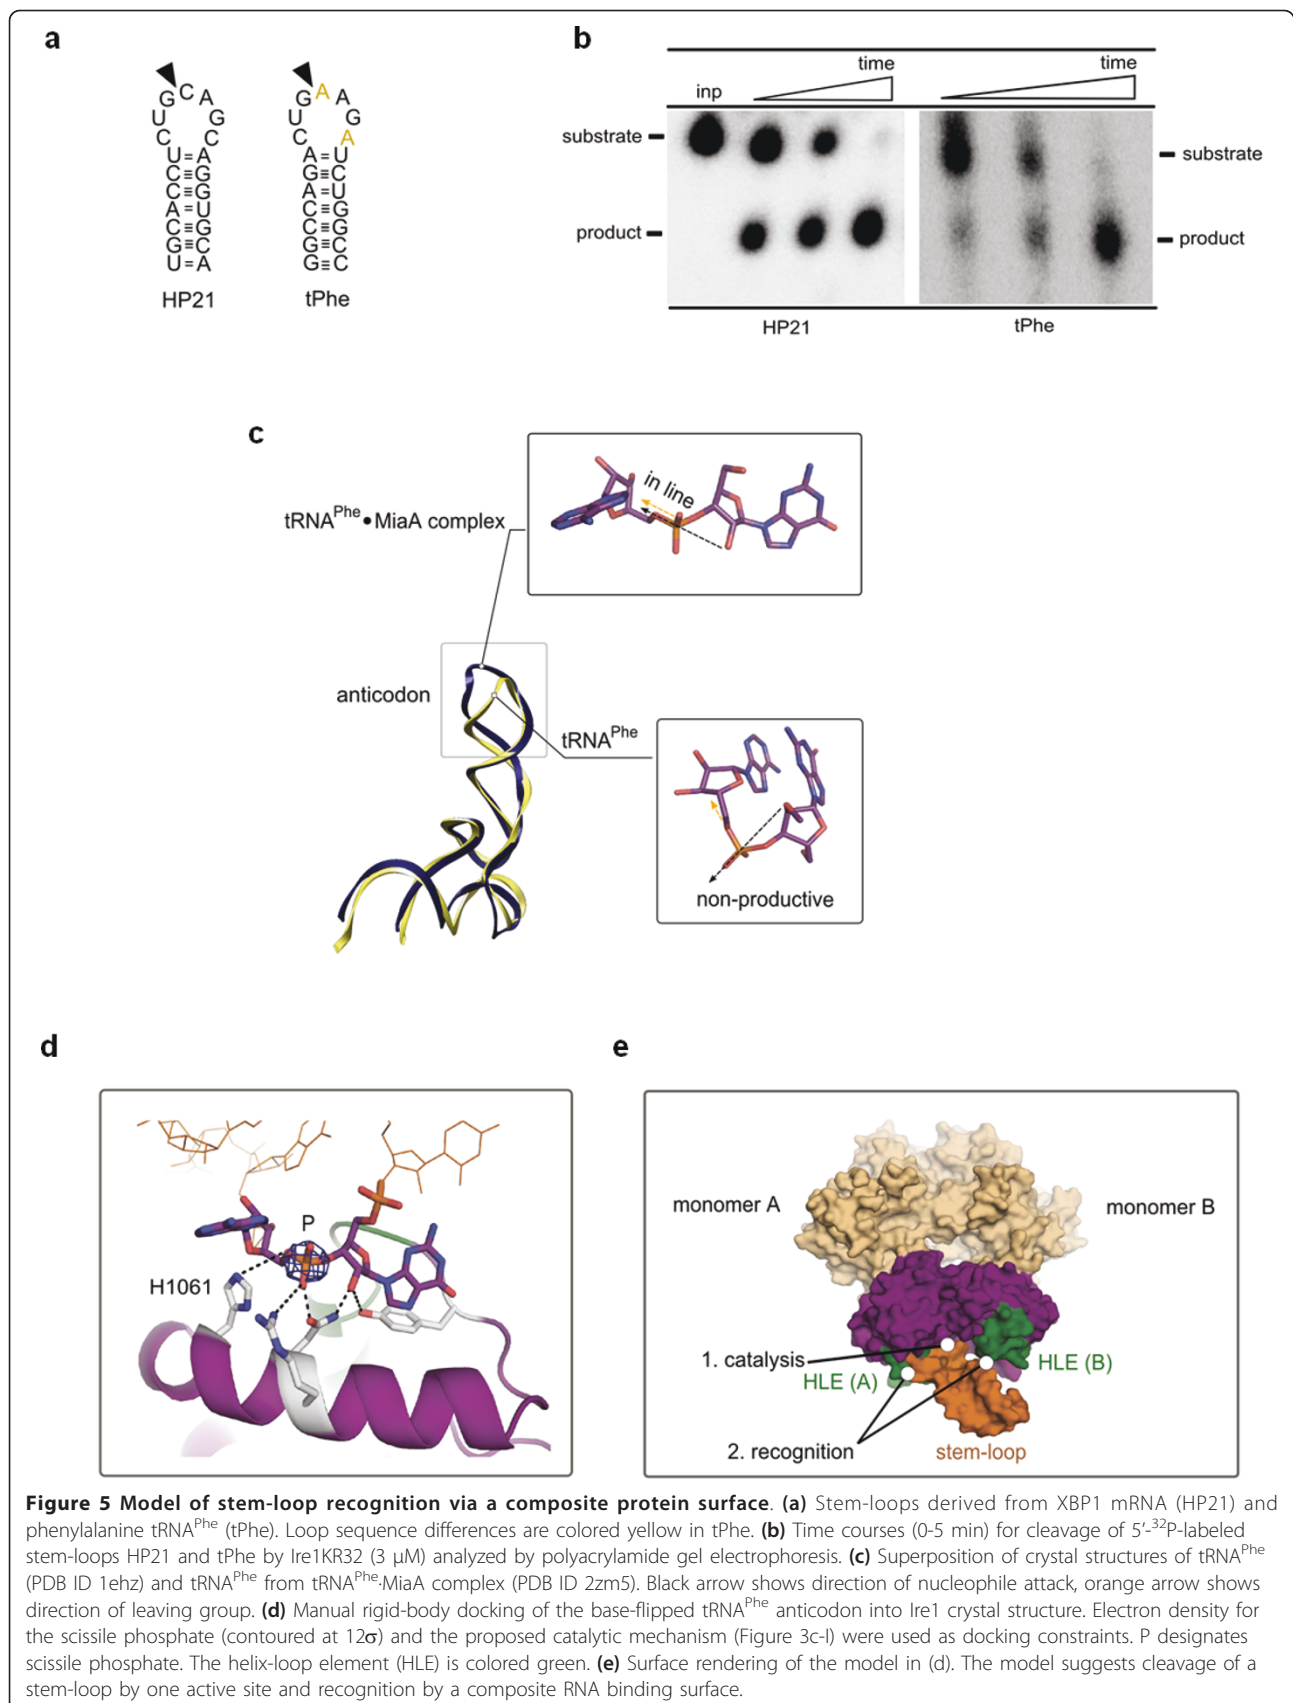 a
G C A
U G
C C
U = A
C ≡ G
C ≡ G
A = U
C ≡ G
G ≡ C
U = A
HP21
G A A
U G
C A
A = U
G ≡ C
A = U
C ≡ G
C ≡ G
G ≡ C
G ≡ C
tPhe
b
time
time
inp
substrate
substrate
product
product
HP21
tPhe
c
in line
tRNAPhe•MiaA complex
anticodon
tRNAPhe
non-productive
d
P
H1061
e
monomer A
monomer B
1. catalysis
HLE (A)
HLE (B)
2. recognition
stem-loop
Figure 5 Model of stem-loop recognition via a composite protein surface. (a) Stem-loops derived from XBP1 mRNA (HP21) and
phenylalanine tRNAPhe (tPhe). Loop sequence differences are colored yellow in tPhe. (b) Time courses (0-5 min) for cleavage of 5′-32P-labeled
stem-loops HP21 and tPhe by Ire1KR32 (3 μM) analyzed by polyacrylamide gel electrophoresis. (c) Superposition of crystal structures of tRNAPhe
(PDB ID 1ehz) and tRNAPhe from tRNAPhe·MiaA complex (PDB ID 2zm5). Black arrow shows direction of nucleophile attack, orange arrow shows
direction of leaving group. (d) Manual rigid-body docking of the base-flipped tRNAPhe anticodon into Ire1 crystal structure. Electron density for
the scissile phosphate (contoured at 12σ) and the proposed catalytic mechanism (Figure 3c-I) were used as docking constraints. P designates
scissile phosphate. The helix-loop element (HLE) is colored green. (e) Surface rendering of the model in (d). The model suggests cleavage of a
stem-loop by one active site and recognition by a composite RNA binding surface.